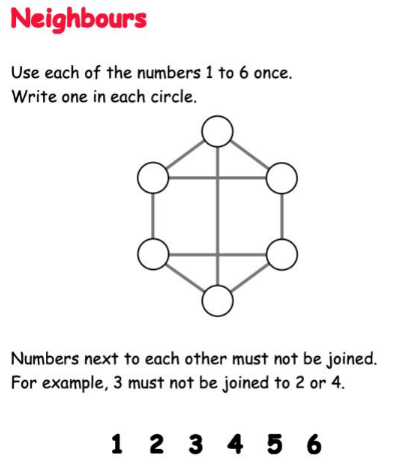 Neighbours
Use each of the numbers 1 to 6 once.
Write one in each circle.
Numbers next to each other must not be joined.
For example, 3 must not be joined to 2 or 4.
1 2 3 4 5 6